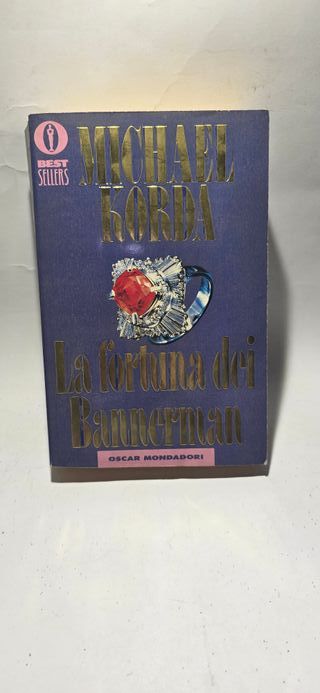 BEST
SELLERS
MICHAEL
KORDA
La fortuna dei
Bannerman
OSCAR MONDADORI